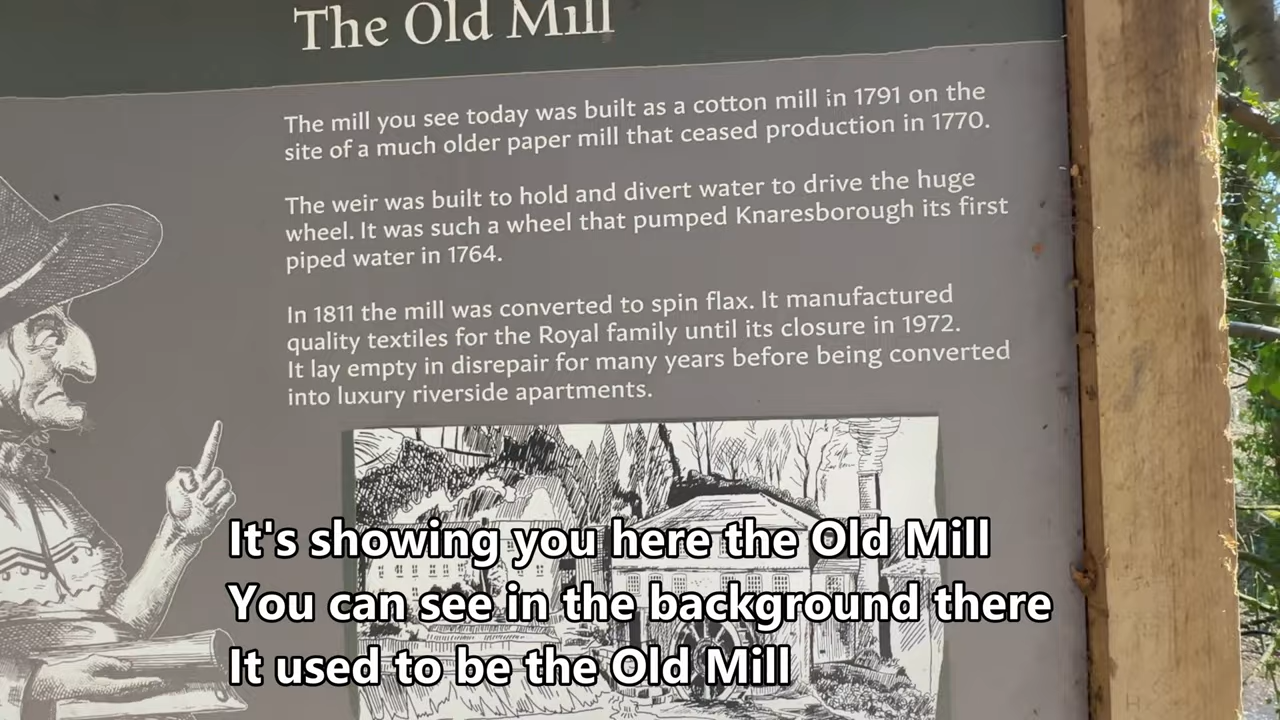 The Old Mill
The mill you see today was built as a cotton mill in 1791 on the
site of a much older paper mill that ceased production in 1770.
The weir was built to hold and divert water to drive the huge
wheel. It was such a wheel that pumped Knaresborough its first
piped water in 1764.
In 1811 the mill was converted to spin flax. It manufactured
quality textiles for the Royal family until its closure in 1972.
It lay empty in disrepair for many years before being converted
into luxury riverside apartments.
It's showing you here the Old Mill
You can see in the background there
It used to be the Old Mill